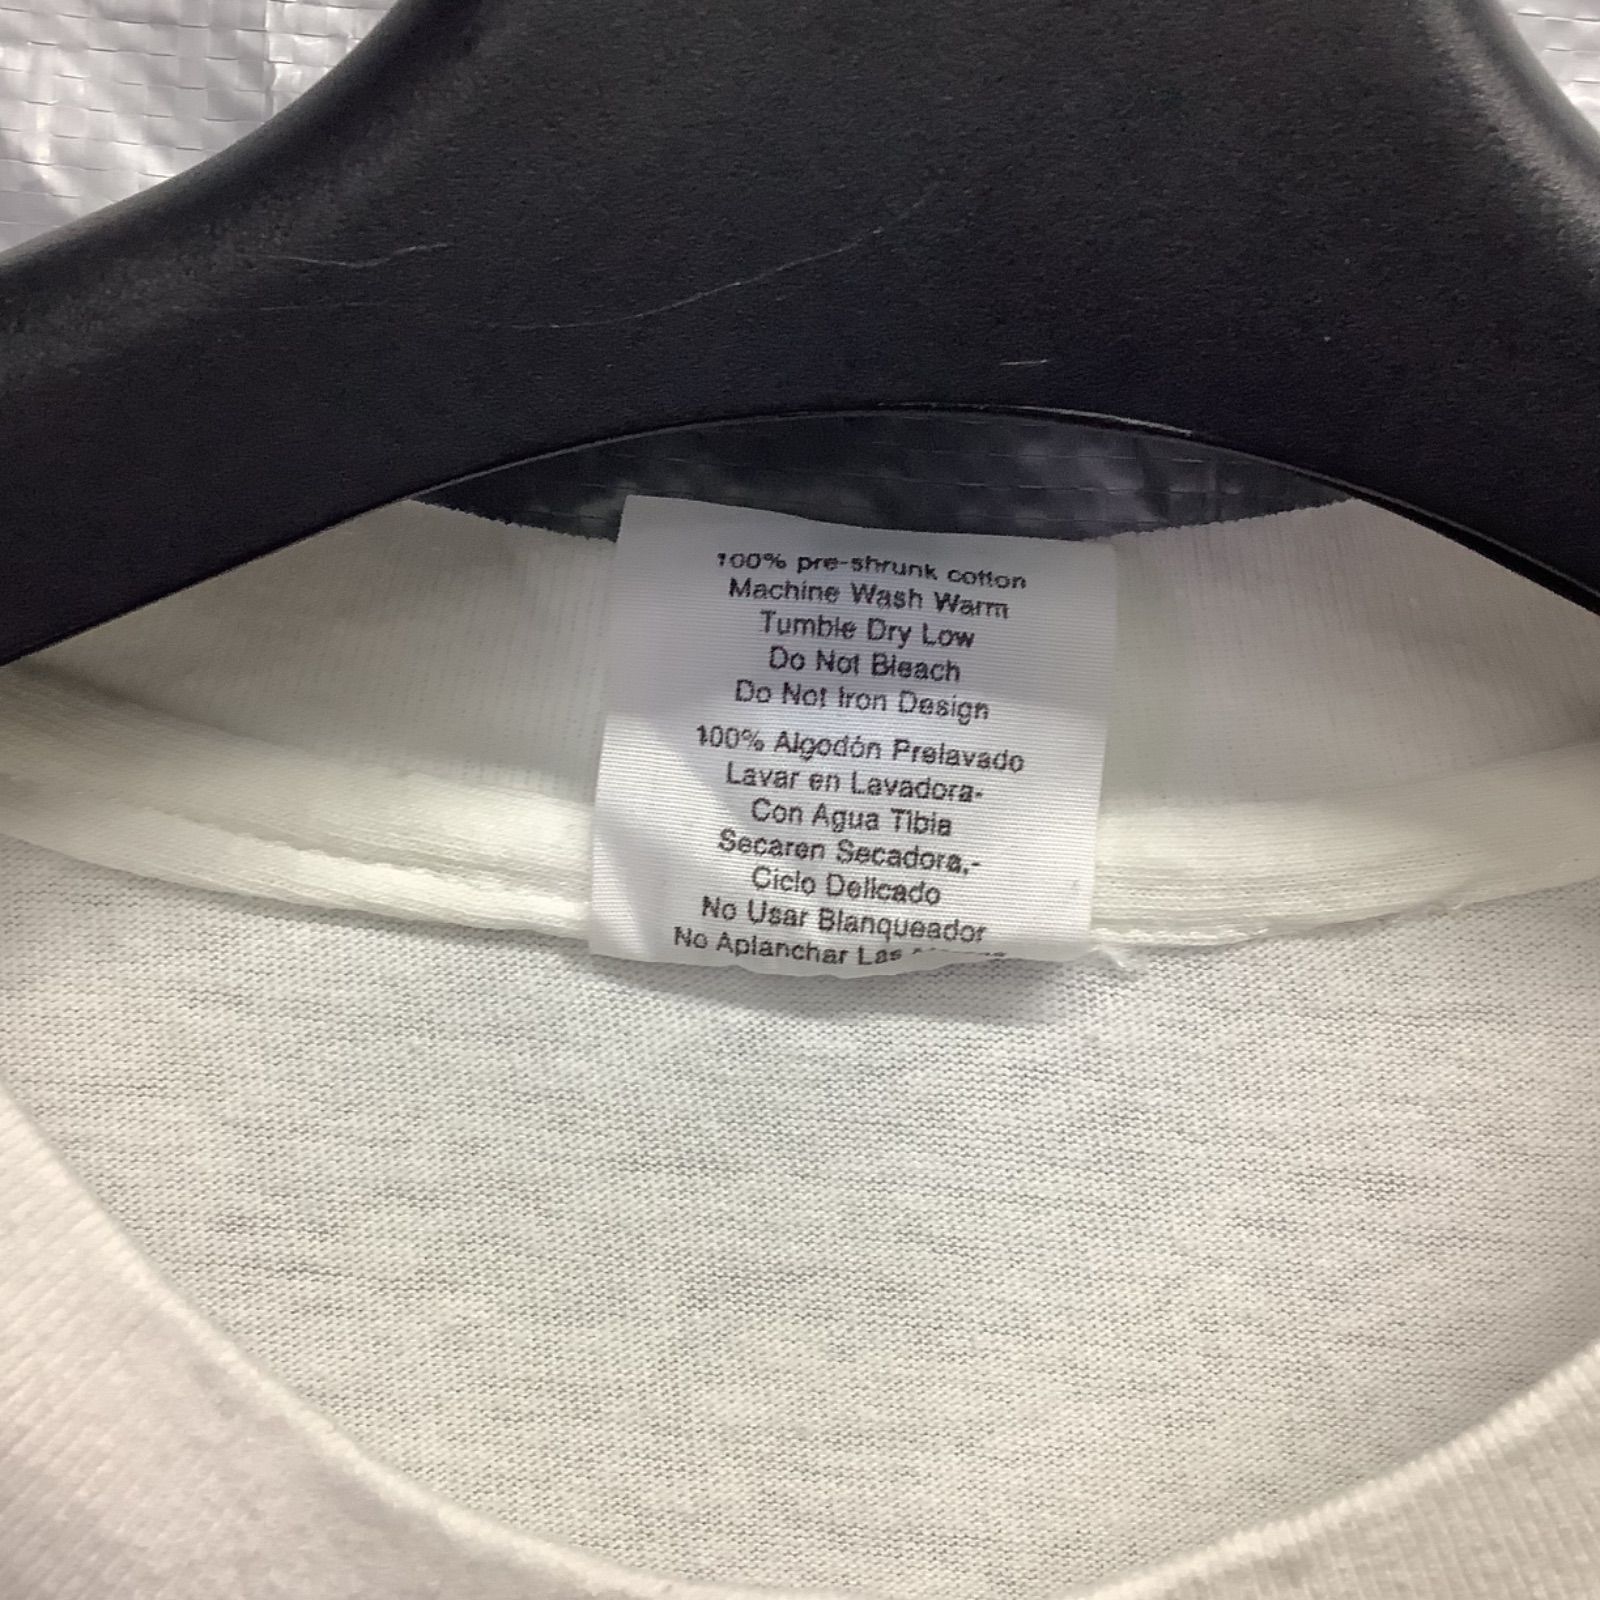 100% pre-shrunk cotton
Machine Wash Warm
Tumble Dry Low
Do Not Bleach
Do Not Iron Design
100% Algodón Prelavado
Lavar en Lavadora-
Con Agua Tibia
Secaren Secadora,-
Ciclo Delicado
No Usar Blanqueador
No Aplanchar Las